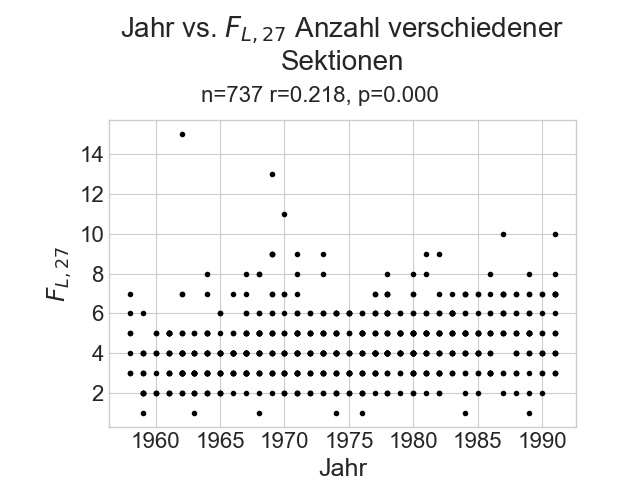 Jahr vs. F_{L, 27} Anzahl verschiedener
Sektionen
n=737 r=0.218, p=0.000
F_{L, 27}
14
12
10
8
6
4
2
1960 1965 1970 1975 1980 1985 1990
Jahr